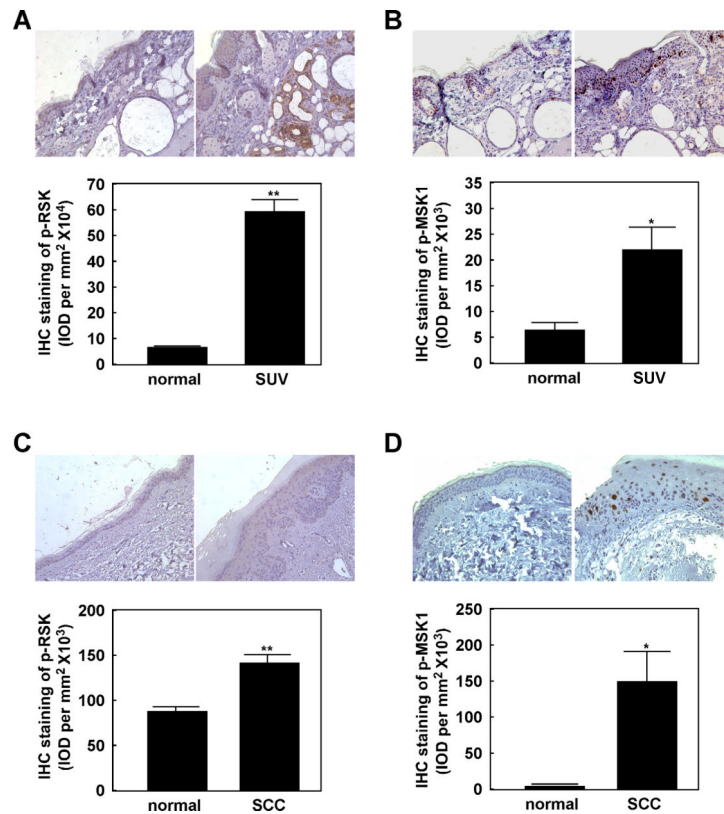 A
B
IHC staining of p-RSK
(IOD per mm² X10⁴)
70
60
50
40
30
20
10
0
**
normal
SUV
IHC staining of p-MSK1
(IOD per mm² X10³)
35
30
25
20
15
10
5
0
*
normal
SUV
C
D
IHC staining of p-RSK
(IOD per mm² X10³)
200
150
100
50
0
**
normal
SCC
IHC staining of p-MSK1
(IOD per mm² X10³)
250
200
150
100
50
0
*
normal
SCC